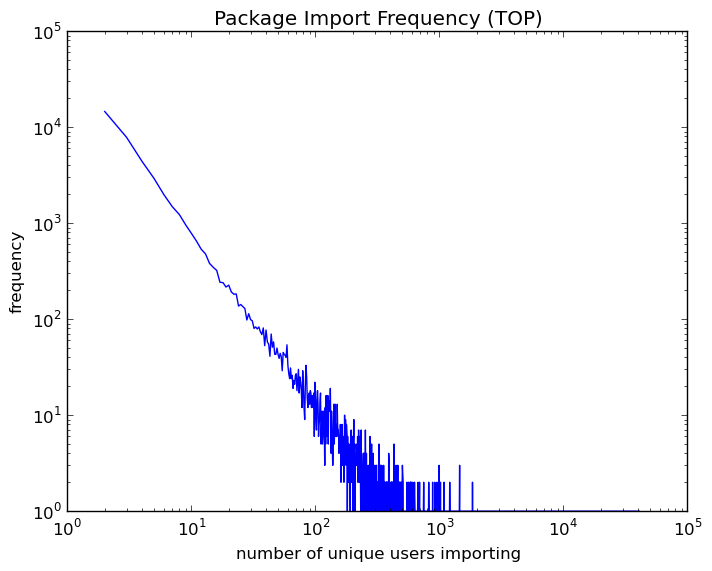 Package Import Frequency (TOP)
10^5
10^4
10^3
10^2
10^1
10^0
frequency
10^0 10^1 10^2 10^3 10^4 10^5
number of unique users importing